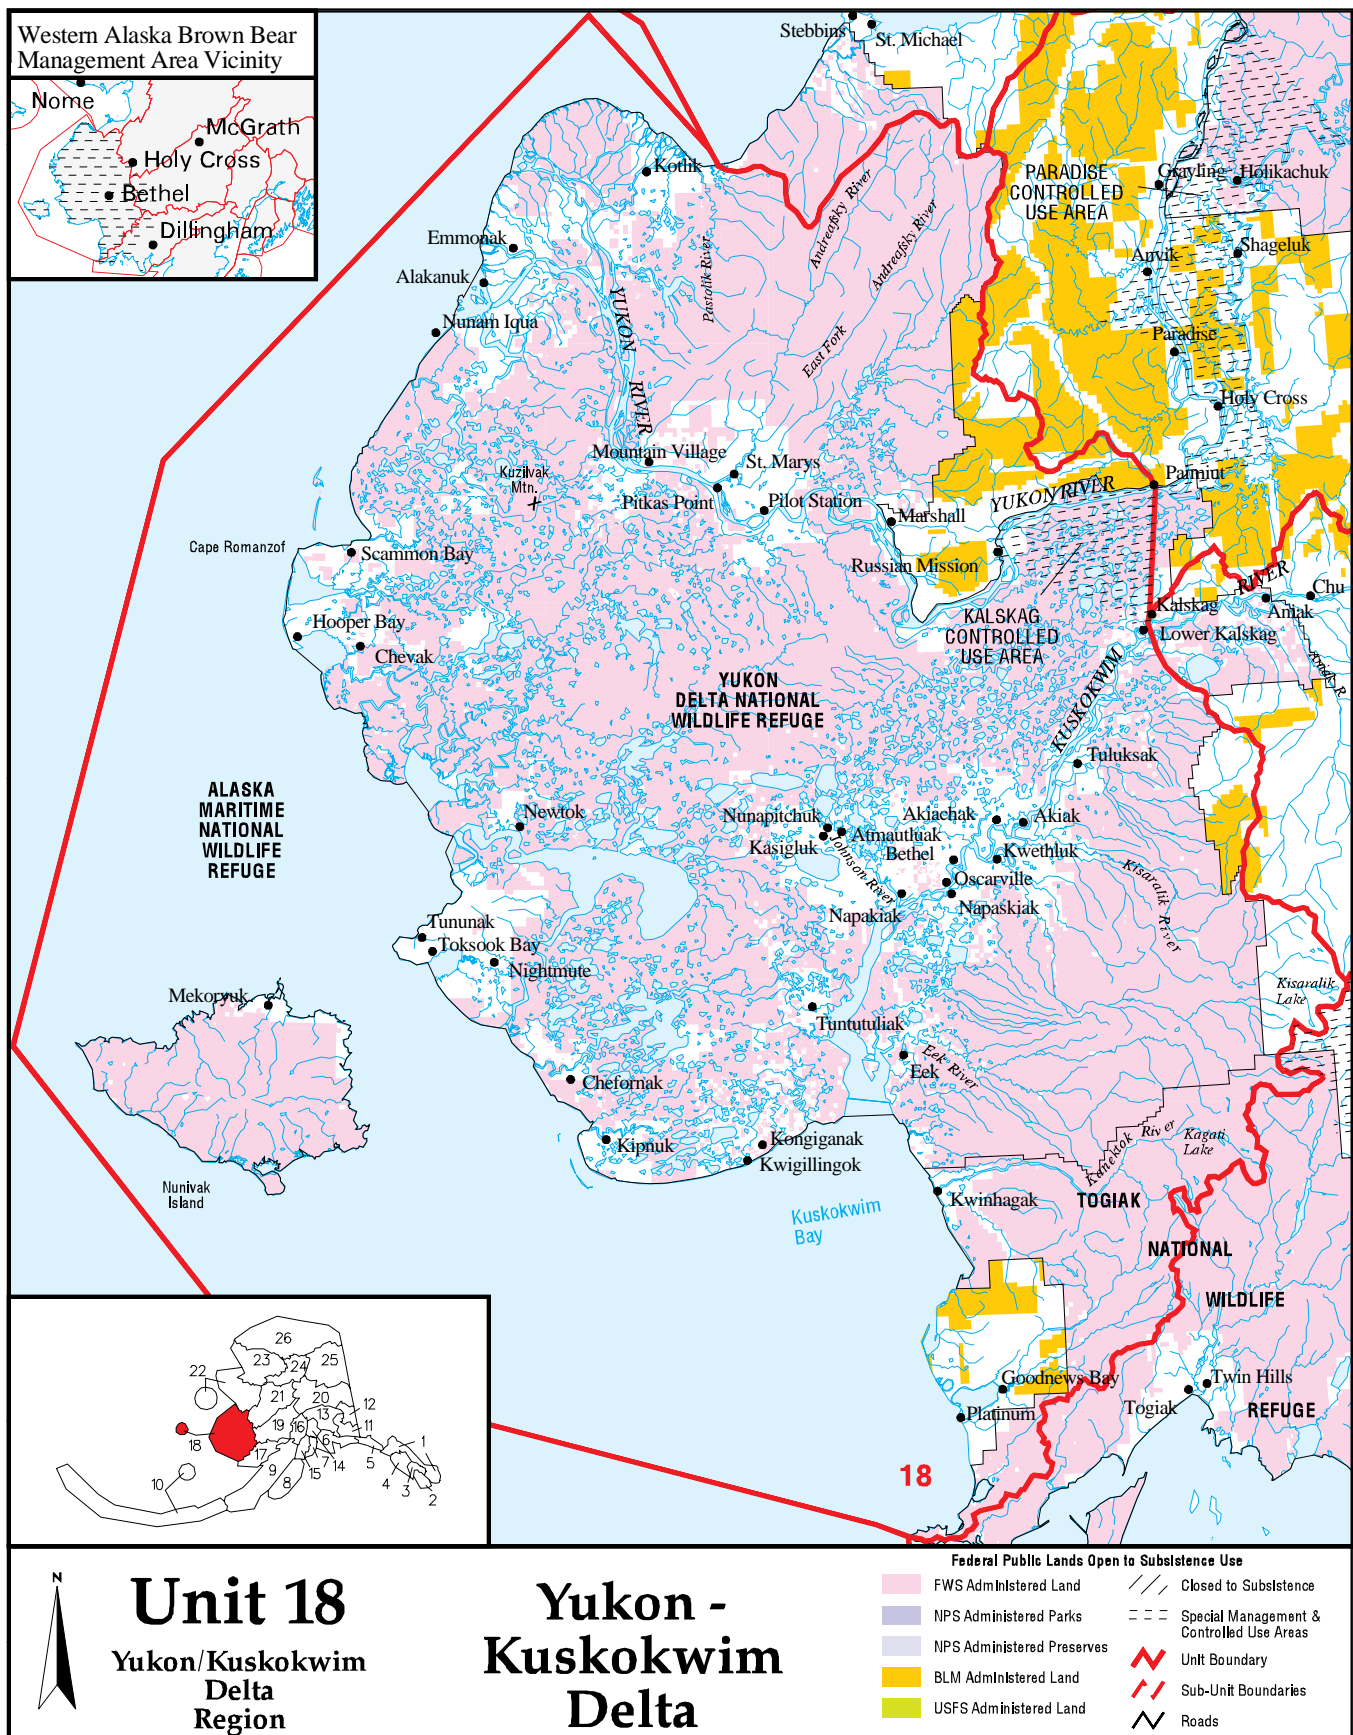 Western Alaska Brown Bear
Management Area Vicinity
Nome
McGrath
Holy Cross
Bethel
Dillingham
Stebbins
St. Michael
Kotlik
PARADISE
CONTROLLED
USE AREA
Grayling
Holikachuk
Emmonak
Andreafsky River
Andreafsky River
Shageluk
Anvik
Alakanuk
Pastolik River
YUKON
Nunam Iqua
East Fork
Paradise
RIVER
Holy Cross
Mountain Village
St. Marys
Kuzilvak
Mtn.
Paimiut
Pitkas Point
Pilot Station
YUKON RIVER
Marshall
Cape Romanzof
Scammon Bay
Russian Mission
RIVER
Chu
Kalskag
Aniak
Hooper Bay
KALSKAG
CONTROLLED
USE AREA
Lower Kalskag
Chevak
Aniak R.
YUKON
DELTA NATIONAL
WILDLIFE REFUGE
KUSKOKWIM
Tuluksak
ALASKA
MARITIME
NATIONAL
WILDLIFE
REFUGE
Newtok
Nunapitchuk
Akiachak
Akiak
Atmautluak
Kasigluk
Bethel
Kwethluk
Johnson River
Oscarville
Kisaralik River
Napakiak
Napaskiak
Tununak
Toksook Bay
Nightmute
Kisaralik
Lake
Mekoryuk
Tuntutuliak
Eek River
Eek
Chefornak
Kipnuk
Kongiganak
Kwigillingok
Kanektok River
Kagati
Lake
Nunivak
Island
Kwinhagak
TOGIAK
Kuskokwim
Bay
NATIONAL
WILDLIFE
REFUGE
Goodnews Bay
Twin Hills
Togiak
Platinum
18
26
23
24
25
22
21
20
12
13
19
16
11
18
17
6
1
10
9
8
15
7
14
5
4
3
2
N
Unit 18
Yukon/Kuskokwim
Delta
Region
Yukon -
Kuskokwim
Delta
Federal Public Lands Open to Subsistence Use
FWS Administered Land
NPS Administered Parks
NPS Administered Preserves
BLM Administered Land
USFS Administered Land
Closed to Subsistence
Special Management &
Controlled Use Areas
Unit Boundary
Sub-Unit Boundaries
Roads